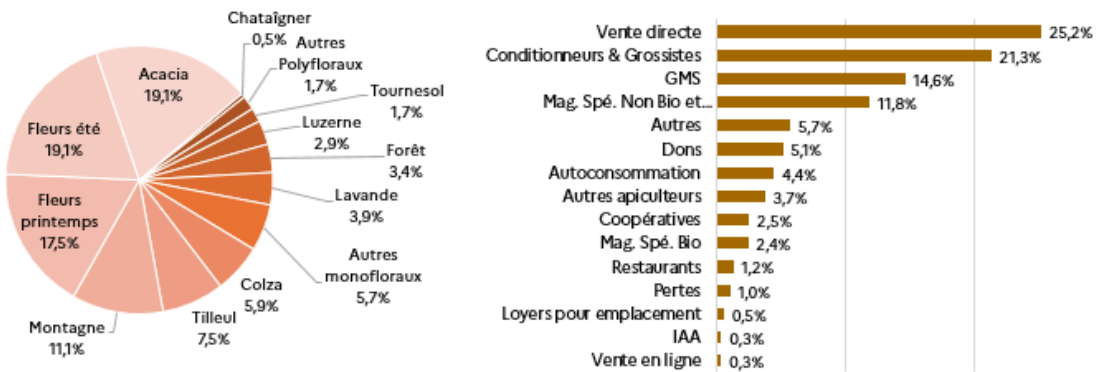 Chataîgner
0,5%
Autres
Polyfloraux
1,7%
Tournesol
1,7%
Luzerne
2,9%
Forêt
3,4%
Lavande
3,9%
Autres
monofloraux
5,7%
Colza
5,9%
Tilleul
7,5%
Montagne
11,1%
Fleurs
printemps
17,5%
Fleurs été
19,1%
Acacia
19,1%
Vente directe 25,2%
Conditionneurs & Grossistes 21,3%
GMS 14,6%
Mag. Spé. Non Bio et... 11,8%
Autres 5,7%
Dons 5,1%
Autoconsommation 4,4%
Autres apiculteurs 3,7%
Coopératives 2,5%
Mag. Spé. Bio 2,4%
Restaurants 1,2%
Pertes 1,0%
Loyers pour emplacement 0,5%
IAA 0,3%
Vente en ligne 0,3%